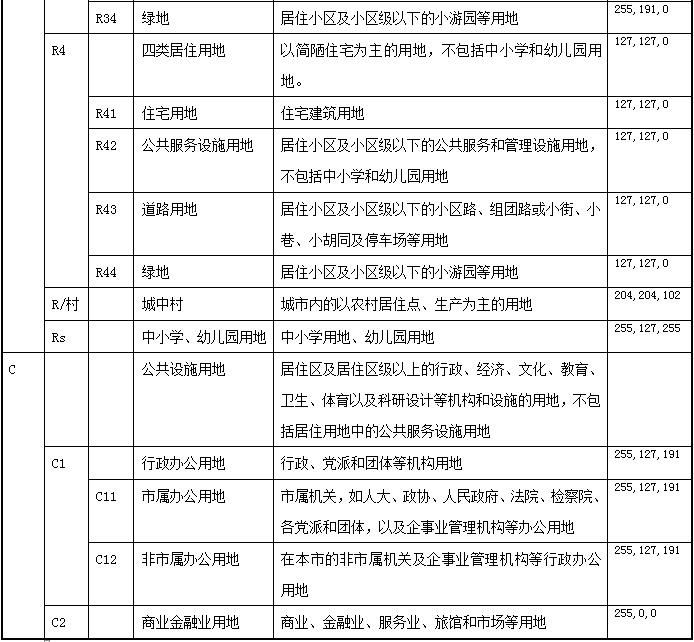 R34 绿地 居住小区及小区级以下的小游园等用地 255,191,0
R4 四类居住用地 以简陋住宅为主的用地，不包括中小学和幼儿园用 127,127,0
地。
R41 住宅用地 住宅建筑用地 127,127,0
R42 公共服务设施用地 居住小区及小区级以下的公共服务和管理设施用地， 127,127,0
不包括中小学和幼儿园用地
R43 道路用地 居住小区及小区级以下的小区路、组团路或小街、小 127,127,0
巷、小胡同及停车场等用地
R44 绿地 居住小区及小区级以下的小游园等用地 127,127,0
R/村 城中村 城市内的以农村居住点、生产为主的用地 204,204,102
Rs 中小学、幼儿园用地 中小学用地、幼儿园用地 255,127,255
C 公共设施用地 居住区及居住区级以上的行政、经济、文化、教育、
卫生、体育以及科研设计等机构和设施的用地，不包
括居住用地中的公共服务设施用地
C1 行政办公用地 行政、党派和团体等机构用地 255,127,191
C11 市属办公用地 市属机关，如人大、政协、人民政府、法院、检察院、 255,127,191
各党派和团体，以及企事业管理机构等办公用地
C12 非市属办公用地 在本市的非市属机关及企事业管理机构等行政办公 255,127,191
用地
C2 商业金融业用地 商业、金融业、服务业、旅馆和市场等用地 255,0,0